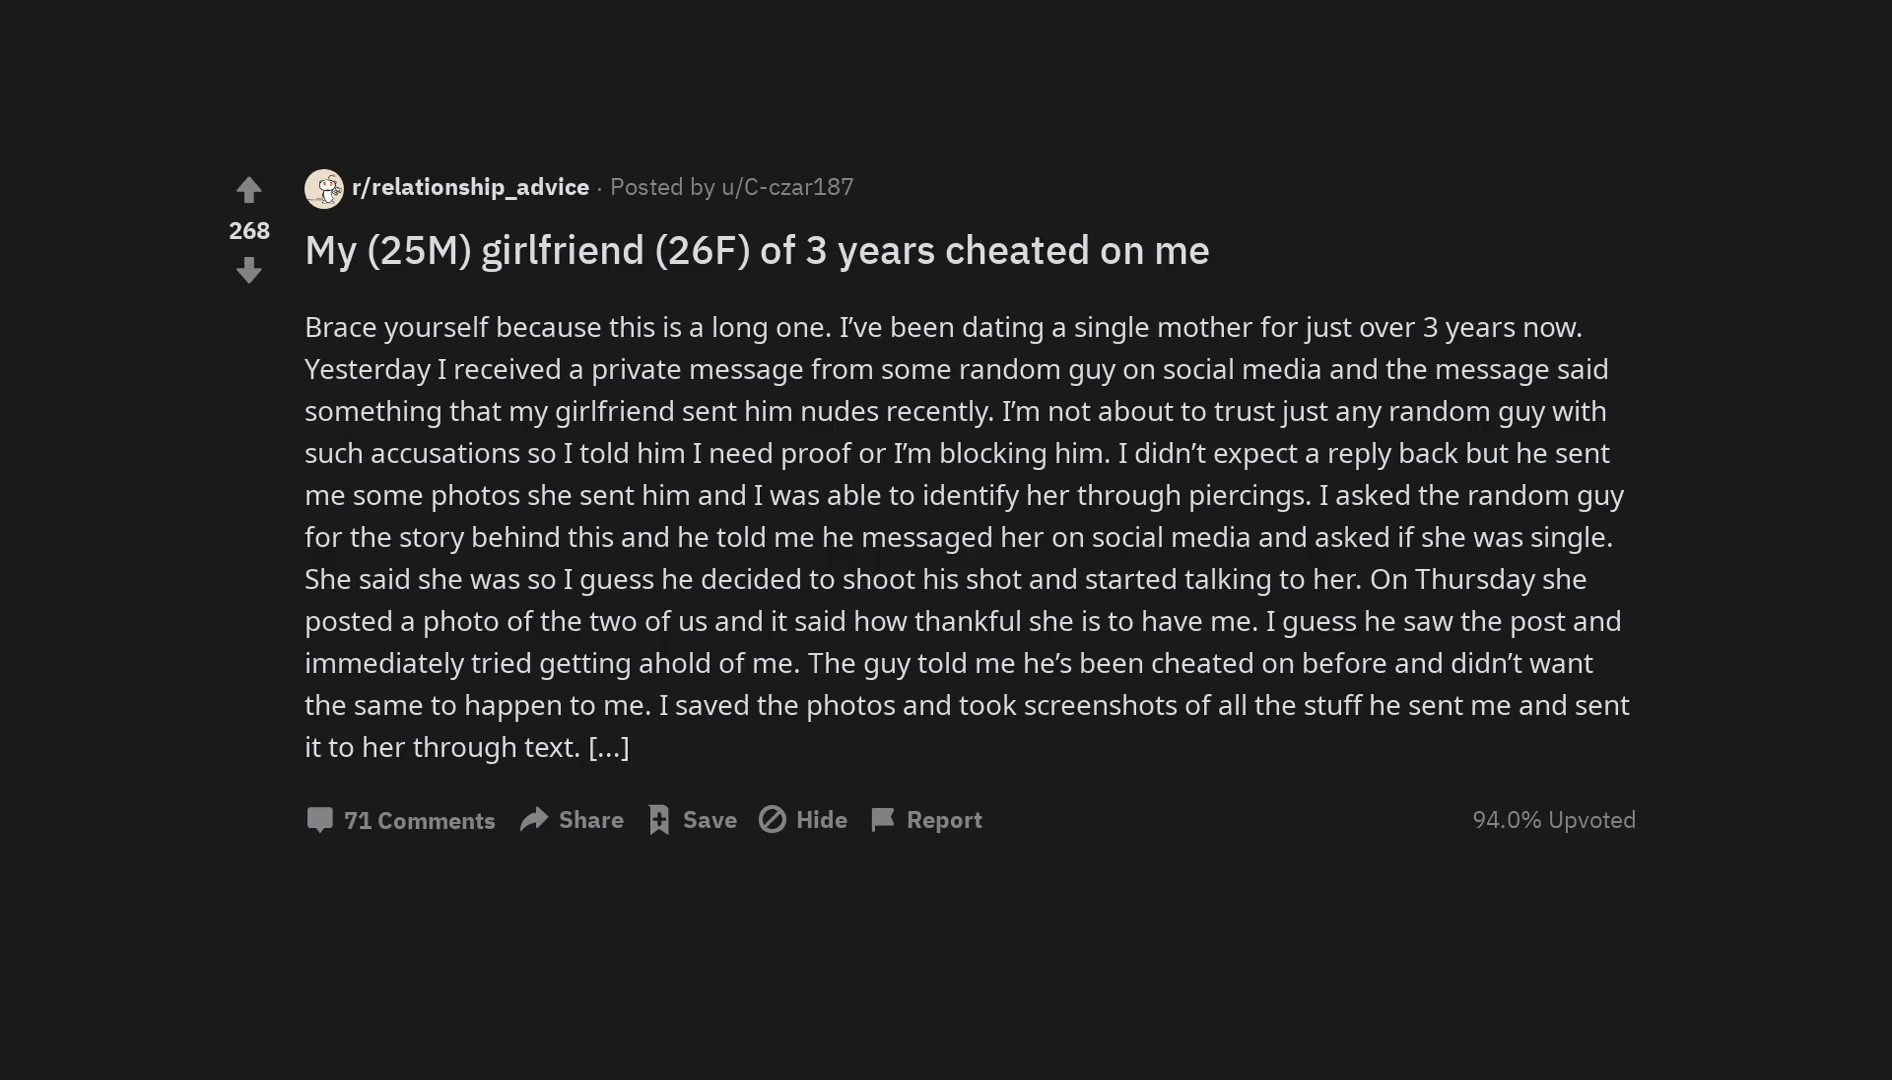 r/relationship_advice · Posted by u/C-czar187
268
My (25M) girlfriend (26F) of 3 years cheated on me
Brace yourself because this is a long one. I’ve been dating a single mother for just over 3 years now.
Yesterday I received a private message from some random guy on social media and the message said
something that my girlfriend sent him nudes recently. I’m not about to trust just any random guy with
such accusations so I told him I need proof or I’m blocking him. I didn’t expect a reply back but he sent
me some photos she sent him and I was able to identify her through piercings. I asked the random guy
for the story behind this and he told me he messaged her on social media and asked if she was single.
She said she was so I guess he decided to shoot his shot and started talking to her. On Thursday she
posted a photo of the two of us and it said how thankful she is to have me. I guess he saw the post and
immediately tried getting ahold of me. The guy told me he’s been cheated on before and didn’t want
the same to happen to me. I saved the photos and took screenshots of all the stuff he sent me and sent
it to her through text. [...]
71 Comments Share Save Hide Report 94.0% Upvoted